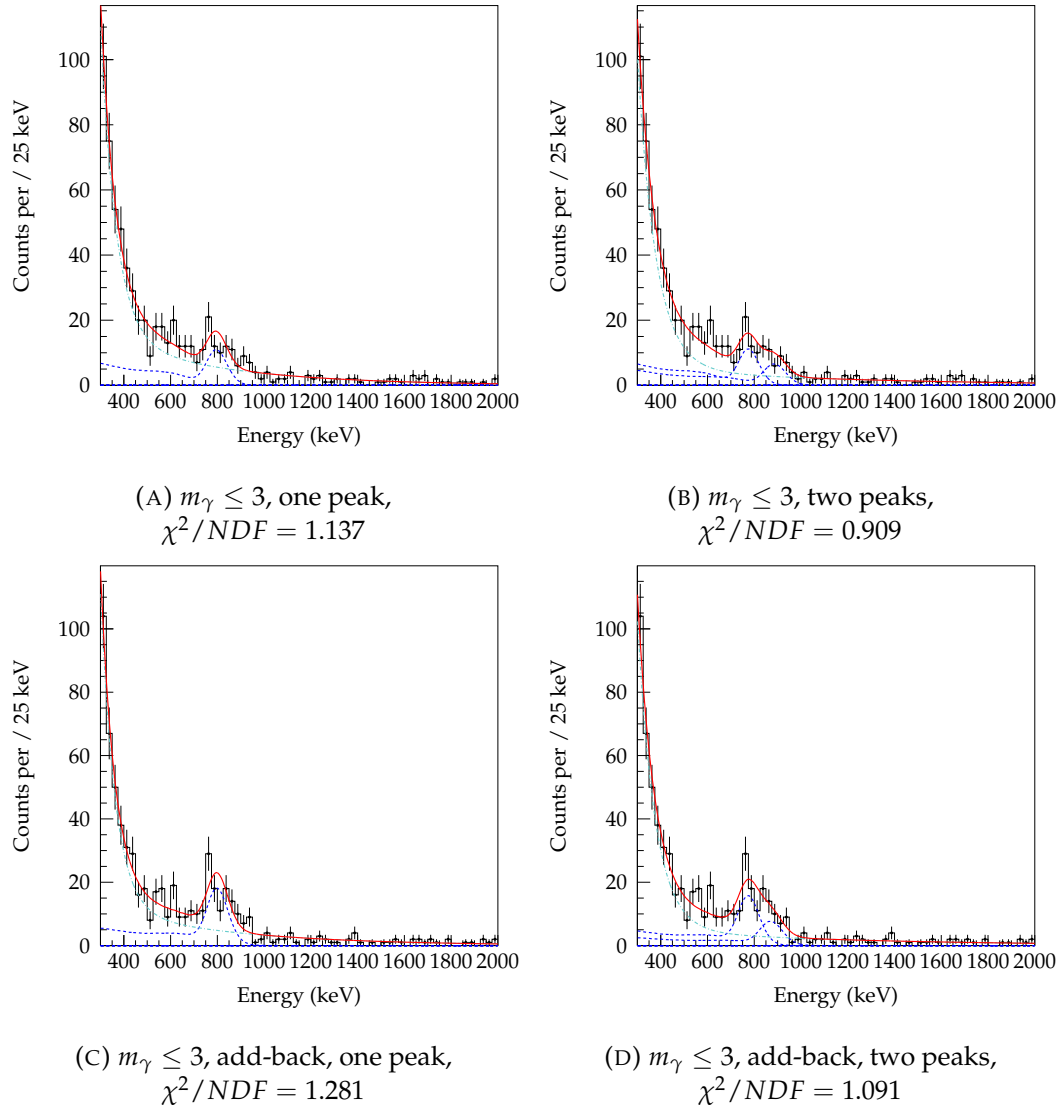 100
80
60
40
20
0
Counts per / 25 keV
400 600 800 1000 1200 1400 1600 1800 2000
Energy (keV)
(A) m_γ ≤ 3, one peak,
χ²/NDF = 1.137
100
80
60
40
20
0
Counts per / 25 keV
400 600 800 1000 1200 1400 1600 1800 2000
Energy (keV)
(B) m_γ ≤ 3, two peaks,
χ²/NDF = 0.909
100
80
60
40
20
0
Counts per / 25 keV
400 600 800 1000 1200 1400 1600 1800 2000
Energy (keV)
(C) m_γ ≤ 3, add-back, one peak,
χ²/NDF = 1.281
100
80
60
40
20
0
Counts per / 25 keV
400 600 800 1000 1200 1400 1600 1800 2000
Energy (keV)
(D) m_γ ≤ 3, add-back, two peaks,
χ²/NDF = 1.091